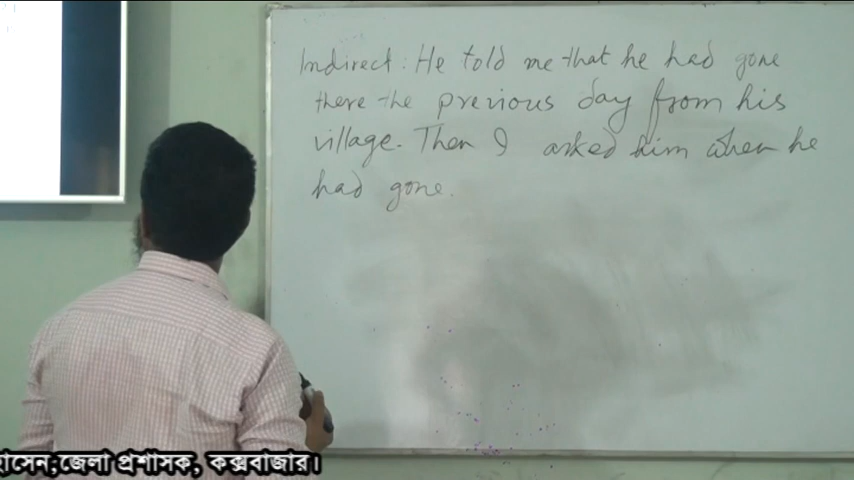 Indirect: He told me that he had gone
there the previous day from his
village. Then I asked him when he
had gone.
হাসেন;জেলা প্রশাসক, কক্সবাজার।